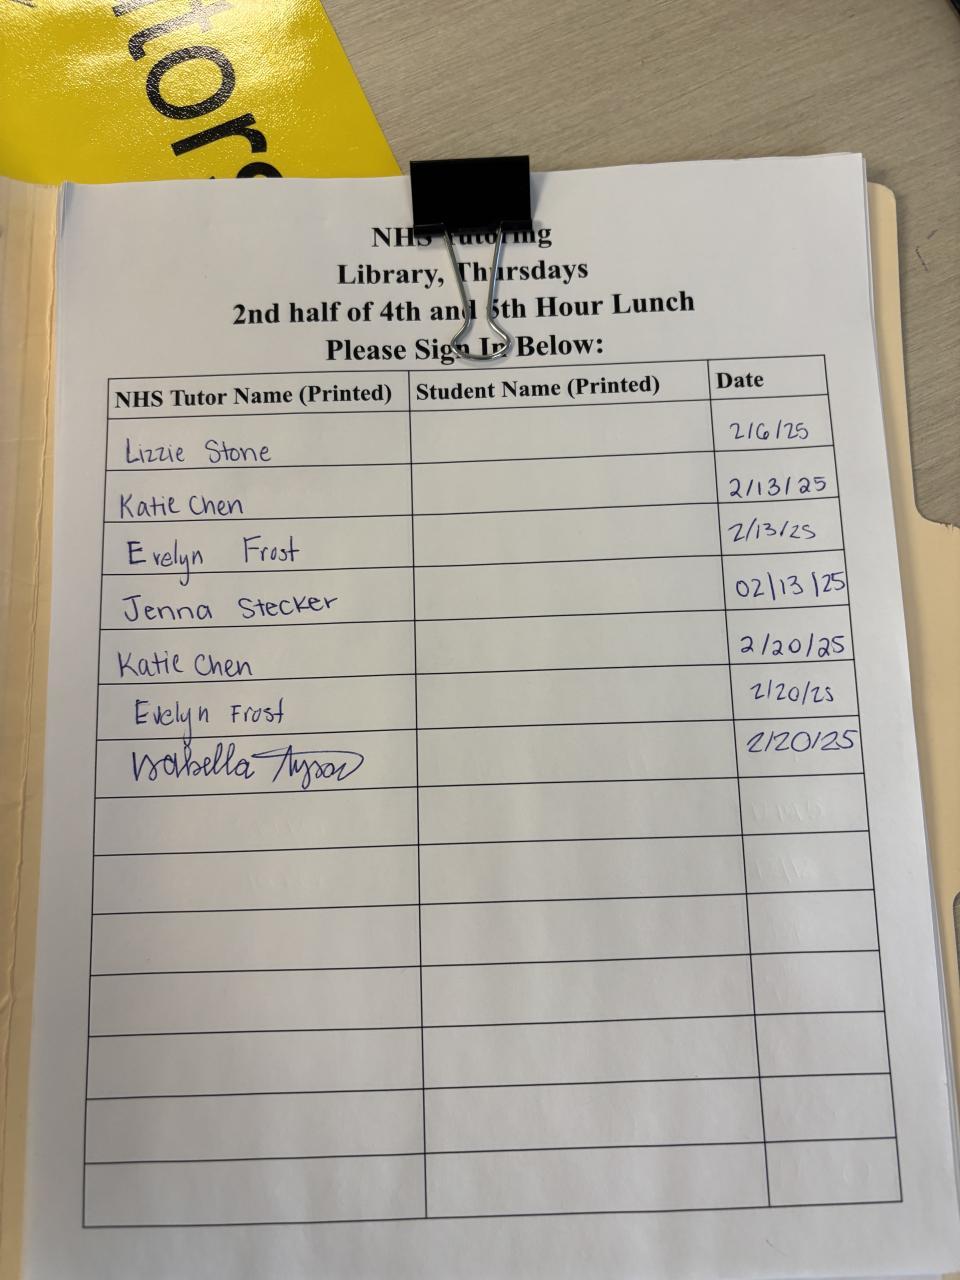 tors
NHS Tutoring
Library, Thursdays
2nd half of 4th and 5th Hour Lunch
Please Sign In Below:
NHS Tutor Name (Printed) Student Name (Printed) Date
Lizzie Stone 2/6/25
Katie Chen 2/13/25
Evelyn Frost 2/13/25
Jenna Stecker 02/13/25
Katie Chen 2/20/25
Evelyn Frost 2/20/25
Isabella Tyson 2/20/25